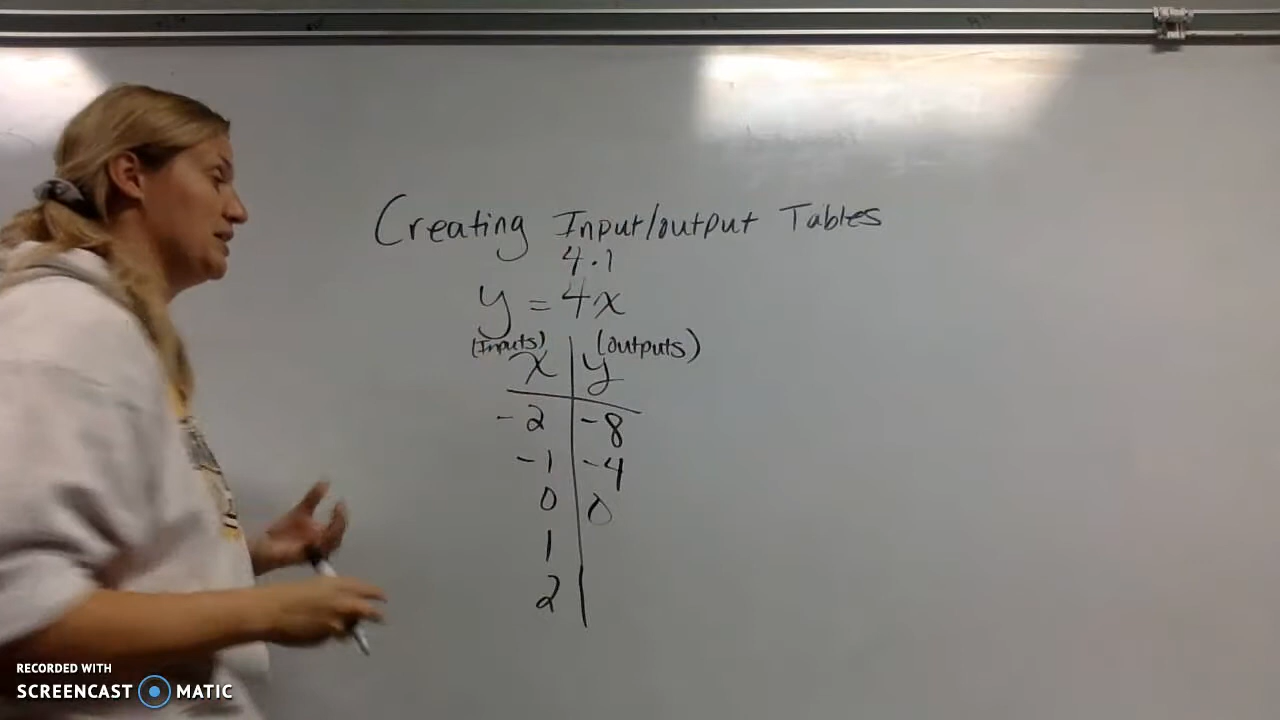 Creating Input/output Tables
4·1
y = 4x
(Inputs) (outputs)
x y
-2 -8
-1 -4
0 0
1
2
RECORDED WITH
SCREENCAST MATIC